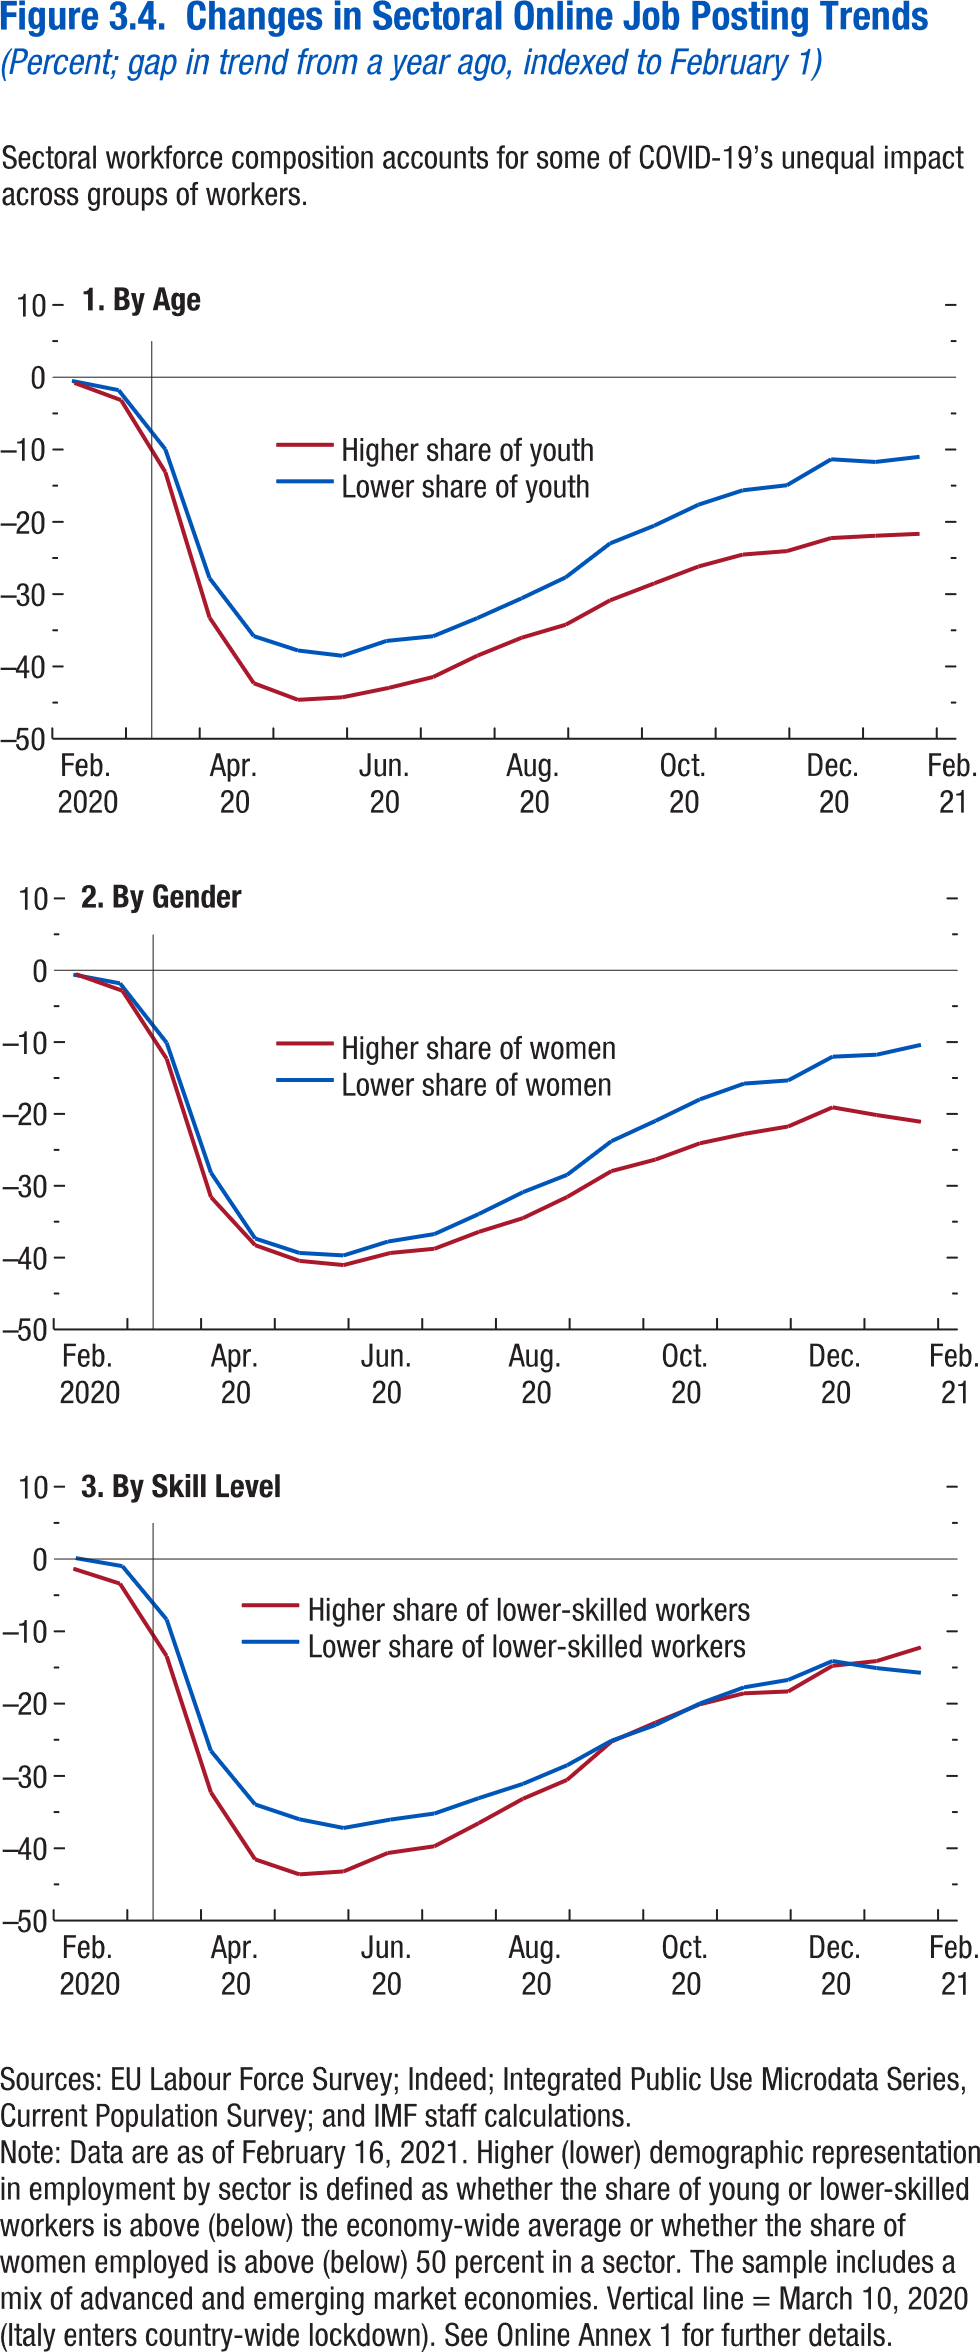 Figure 3.4.  Changes in Sectoral Online Job Posting Trends
(Percent; gap in trend from a year ago, indexed to February 1)
Sectoral workforce composition accounts for some of COVID-19’s unequal impact
across groups of workers.
1. By Age
10
0
–10
–20
–30
–40
–50
Higher share of youth
Lower share of youth
Feb. Apr. Jun. Aug. Oct. Dec. Feb.
2020 20 20 20 20 20 21
2. By Gender
10
0
–10
–20
–30
–40
–50
Higher share of women
Lower share of women
Feb. Apr. Jun. Aug. Oct. Dec. Feb.
2020 20 20 20 20 20 21
3. By Skill Level
10
0
–10
–20
–30
–40
–50
Higher share of lower-skilled workers
Lower share of lower-skilled workers
Feb. Apr. Jun. Aug. Oct. Dec. Feb.
2020 20 20 20 20 20 21
Sources: EU Labour Force Survey; Indeed; Integrated Public Use Microdata Series,
Current Population Survey; and IMF staff calculations.
Note: Data are as of February 16, 2021. Higher (lower) demographic representation
in employment by sector is defined as whether the share of young or lower-skilled
workers is above (below) the economy-wide average or whether the share of
women employed is above (below) 50 percent in a sector. The sample includes a
mix of advanced and emerging market economies. Vertical line = March 10, 2020
(Italy enters country-wide lockdown). See Online Annex 1 for further details.